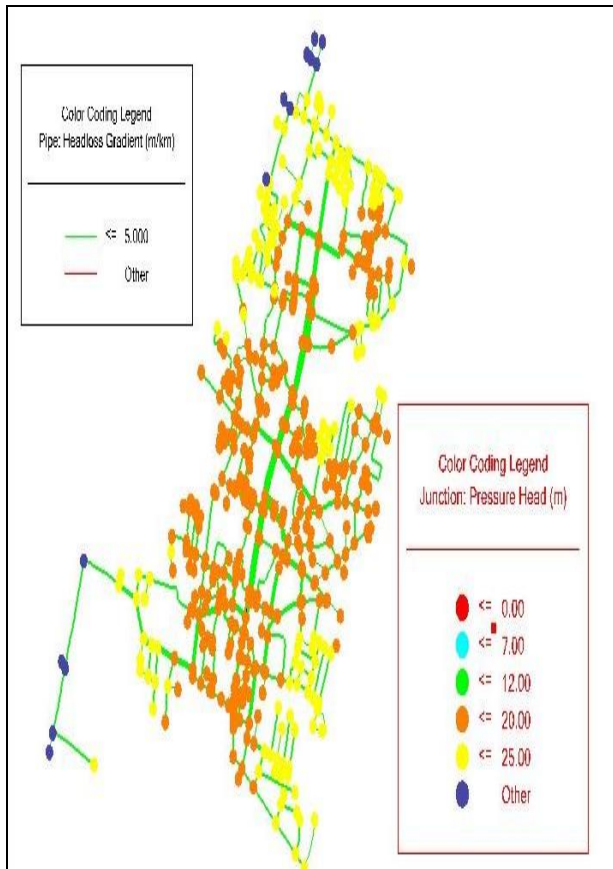 Color Coding Legend
Pipe: Headloss Gradient (m/km)
<= 5.000
Other
Color Coding Legend
Junction: Pressure Head (m)
<= 0.00
<= 7.00
<= 12.00
<= 20.00
<= 25.00
Other